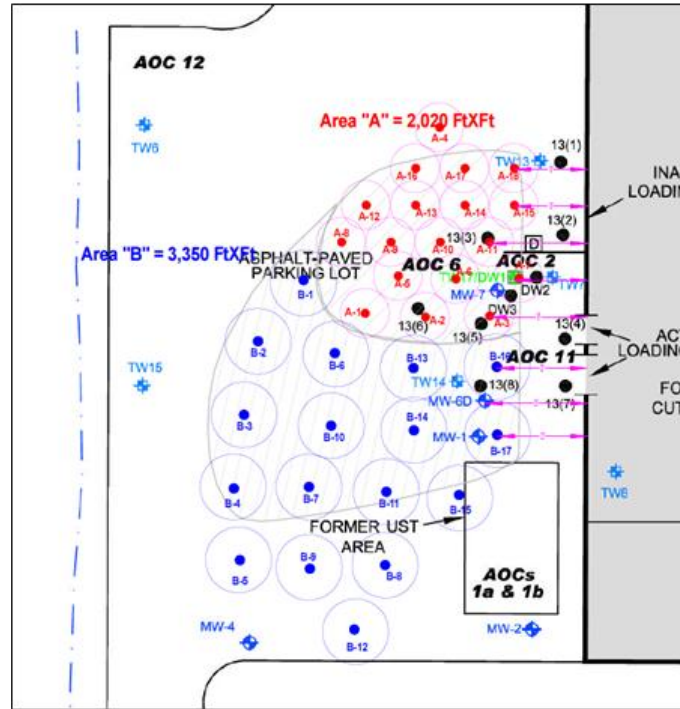 AOC 12
TW6
Area "A" = 2,020 FtXFt
A-4
13(1)
TW13
A-16
A-17
A-18
INA
LOADIN
A-12
A-13
A-14
A-15
13(2)
Area "B" = 3,350 FtXFt
A-8
A-9
A-10
13(3)
A-11
D
ASPHALT-PAVED
PARKING LOT
AOC 6
AOC 2
B-1
A-5
A-6
MW-7
DW2
DW3
A-1
A-2
A-3
13(6)
13(5)
13(4)
B-2
B-6
B-13
B-16
AOC 11
ACT
LOADING
TW15
TW14
13(8)
13(7)
FO
CUT
MW-6D
B-3
B-10
B-14
MW-1
B-17
B-4
B-7
B-11
B-15
TW8
FORMER UST
AREA
B-5
B-9
B-8
AOCs
1a & 1b
MW-4
B-12
MW-2